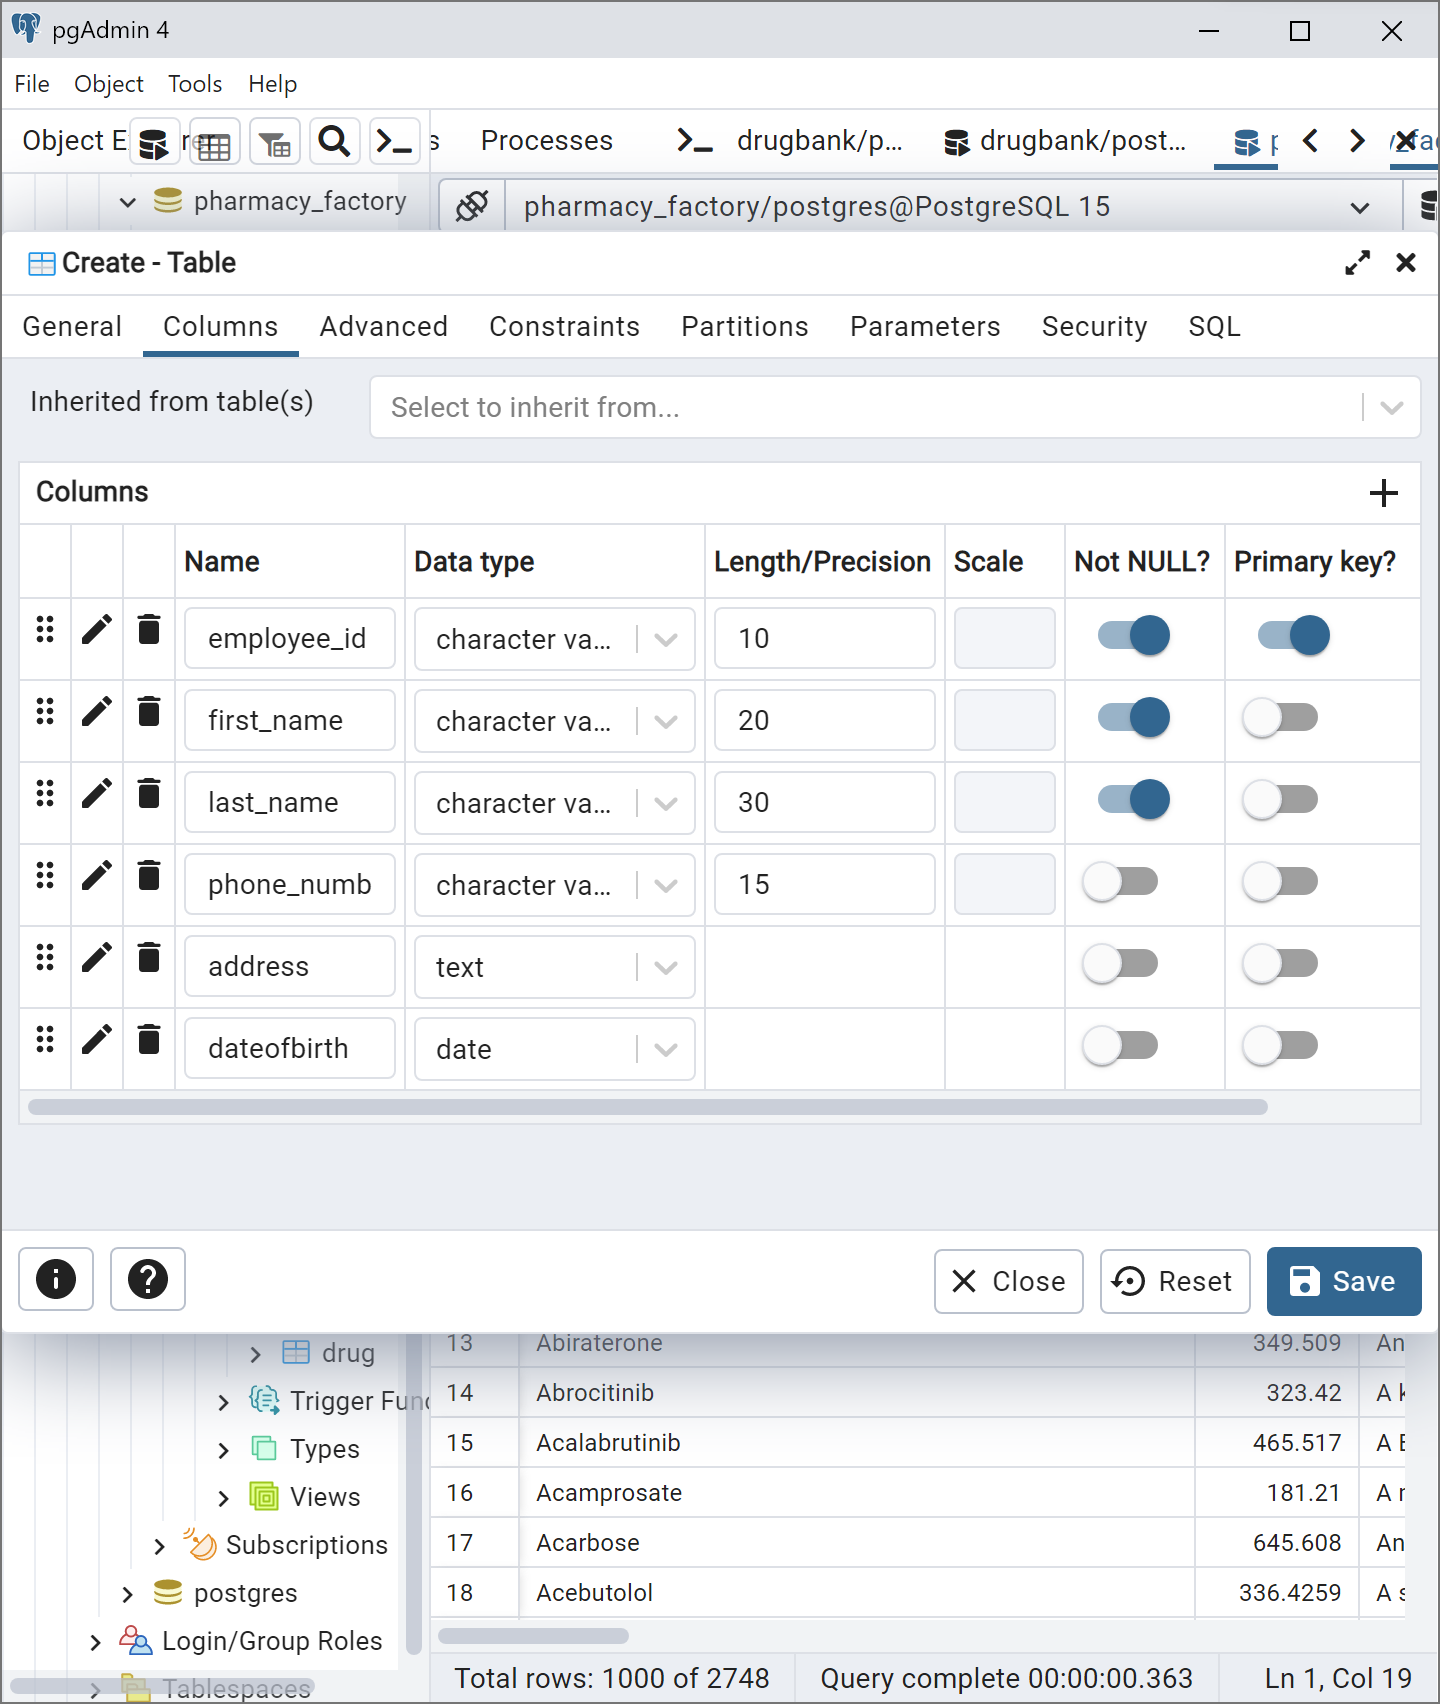 pgAdmin 4
File Object Tools Help
Object Processes drugbank/p... drugbank/post...
pharmacy_factory pharmacy_factory/postgres@PostgreSQL 15
Create - Table
General Columns Advanced Constraints Partitions Parameters Security SQL
Inherited from table(s) Select to inherit from...
Columns
Name Data type Length/Precision Scale Not NULL? Primary key?
employee_id character va... 10
first_name character va... 20
last_name character va... 30
phone_numb character va... 15
address text
dateofbirth date
Close Reset Save
drug 13 Abiraterone 349.509 An
Trigger Func 14 Abrocitinib 323.42 A k
Types 15 Acalabrutinib 465.517 A
Views 16 Acamprosate 181.21 A
Subscriptions 17 Acarbose 645.608 An
postgres 18 Acebutolol 336.4259 A s
Login/Group Roles
Tablespaces Total rows: 1000 of 2748 Query complete 00:00:00.363 Ln 1, Col 19